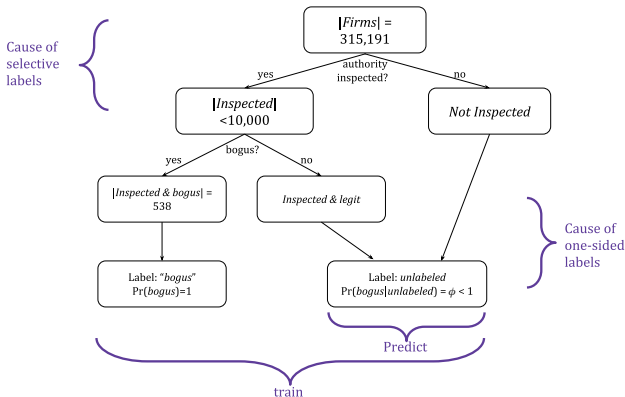 |Firms| =
315,191
Cause of
selective
labels
yes
authority
inspected?
no
|Inspected|
<10,000
Not Inspected
yes
bogus?
no
|Inspected & bogus| =
538
Inspected & legit
Cause of
one-sided
labels
Label: "bogus"
Pr(bogus)=1
Label: unlabeled
Pr(bogus|unlabeled) = ϕ < 1
Predict
train